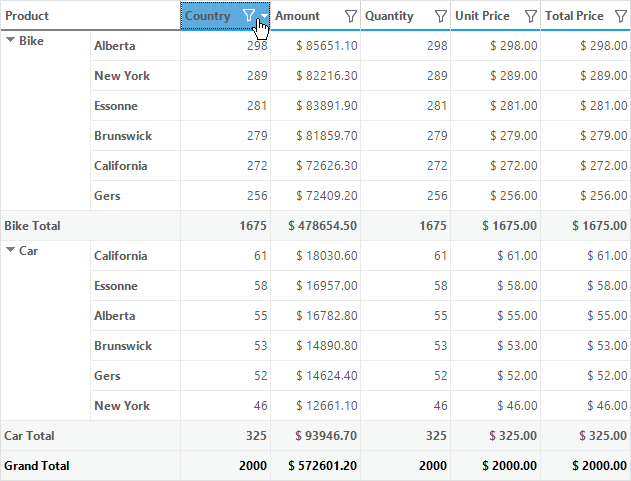 Product Country Amount Quantity Unit Price Total Price
Bike Alberta 298 $ 85651.10 298 $ 298.00 $ 298.00
New York 289 $ 82216.30 289 $ 289.00 $ 289.00
Essonne 281 $ 83891.90 281 $ 281.00 $ 281.00
Brunswick 279 $ 81859.70 279 $ 279.00 $ 279.00
California 272 $ 72626.30 272 $ 272.00 $ 272.00
Gers 256 $ 72409.20 256 $ 256.00 $ 256.00
Bike Total 1675 $ 478654.50 1675 $ 1675.00 $ 1675.00
Car California 61 $ 18030.60 61 $ 61.00 $ 61.00
Essonne 58 $ 16957.00 58 $ 58.00 $ 58.00
Alberta 55 $ 16782.80 55 $ 55.00 $ 55.00
Brunswick 53 $ 14890.80 53 $ 53.00 $ 53.00
Gers 52 $ 14624.40 52 $ 52.00 $ 52.00
New York 46 $ 12661.10 46 $ 46.00 $ 46.00
Car Total 325 $ 93946.70 325 $ 325.00 $ 325.00
Grand Total 2000 $ 572601.20 2000 $ 2000.00 $ 2000.00